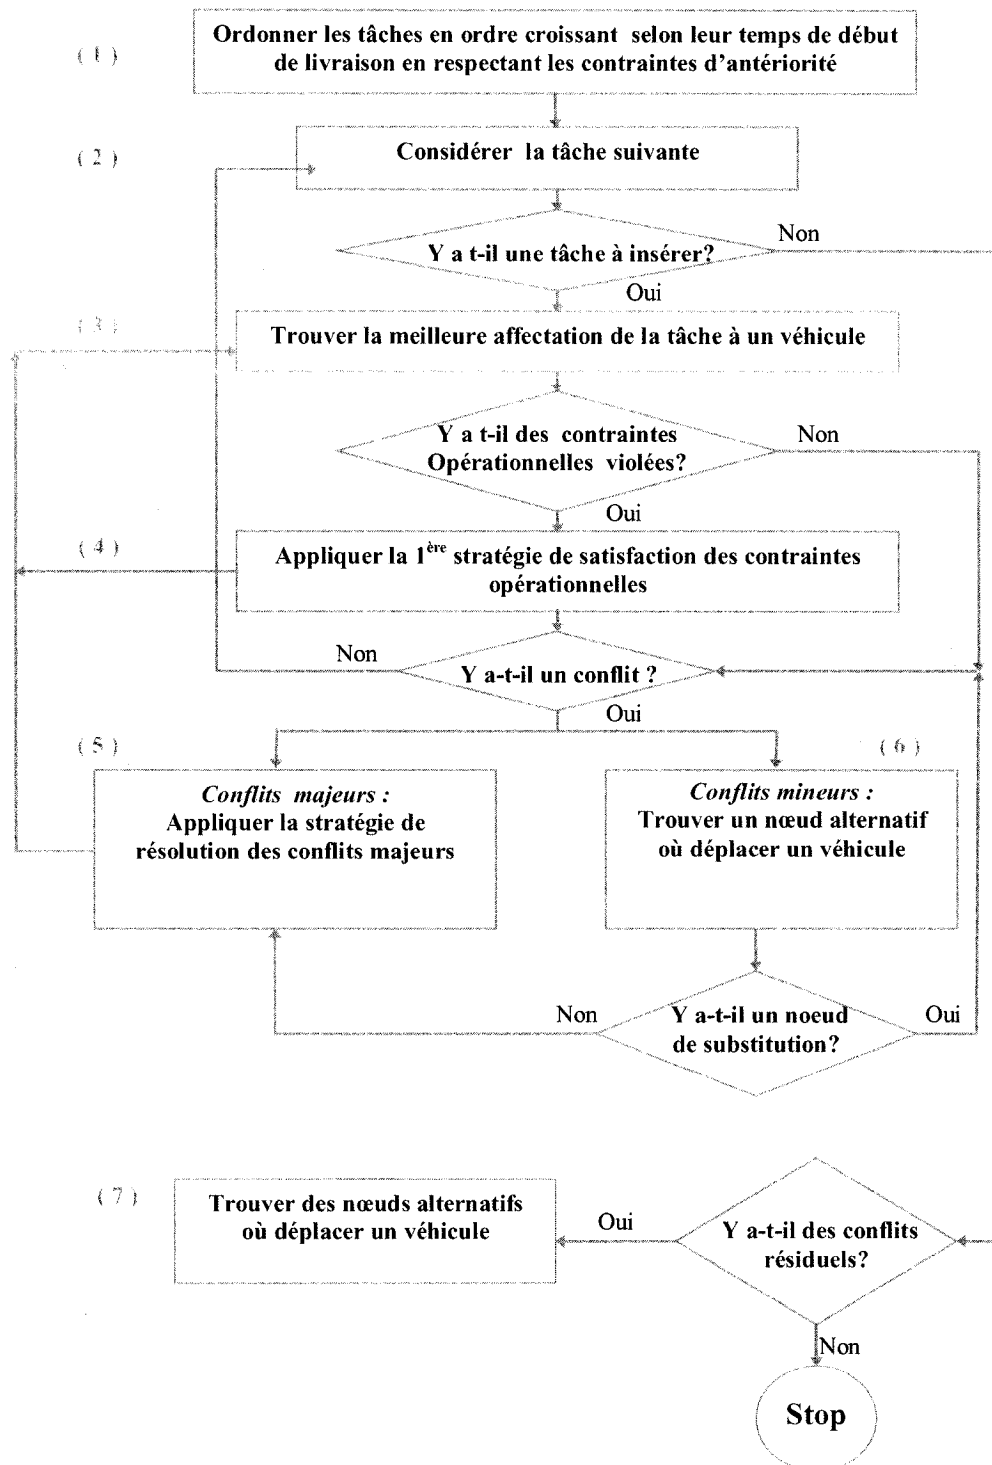 ( 1 )
Ordonner les tâches en ordre croissant selon leur temps de début
de livraison en respectant les contraintes d'antériorité
( 2 )
Considérer la tâche suivante
Y a t-il une tâche à insérer?
Non
Oui
( 3 )
Trouver la meilleure affectation de la tâche à un véhicule
Y a t-il des contraintes
Opérationnelles violées?
Non
Oui
( 4 )
Appliquer la 1ère stratégie de satisfaction des contraintes
opérationnelles
Non
Y a-t-il un conflit ?
Oui
( 5 )
Conflits majeurs :
Appliquer la stratégie de
résolution des conflits majeurs
( 6 )
Conflits mineurs :
Trouver un nœud alternatif
où déplacer un véhicule
Non
Y a-t-il un noeud
de substitution?
Oui
( 7 )
Trouver des nœuds alternatifs
où déplacer un véhicule
Oui
Y a-t-il des conflits
résiduels?
Non
Stop